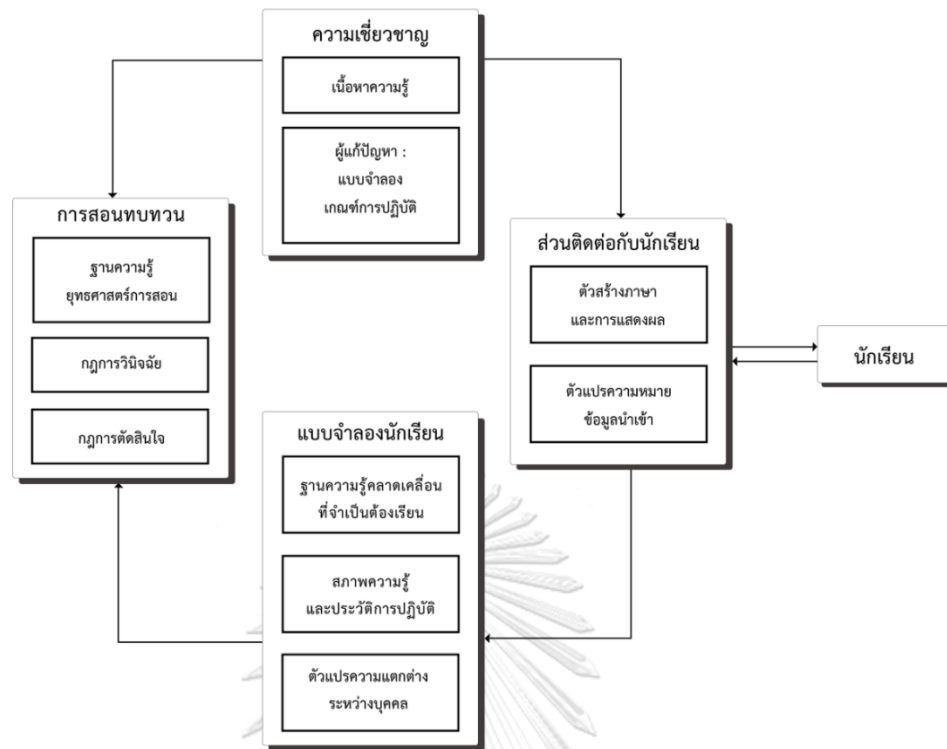 ความเชี่ยวชาญ
เนื้อหาความรู้
ผู้แก้ปัญหา :
แบบจำลอง
เกณฑ์การปฏิบัติ
การสอนทบทวน
ฐานความรู้
ยุทธศาสตร์การสอน
กฎการวินิจฉัย
กฎการตัดสินใจ
ส่วนติดต่อกับนักเรียน
ตัวสร้างภาษา
และการแสดงผล
ตัวแปรความหมาย
ข้อมูลนำเข้า
นักเรียน
แบบจำลองนักเรียน
ฐานความรู้คลาดเคลื่อน
ที่จำเป็นต้องเรียน
สภาพความรู้
และประวัติการปฏิบัติ
ตัวแปรความแตกต่าง
ระหว่างบุคคล